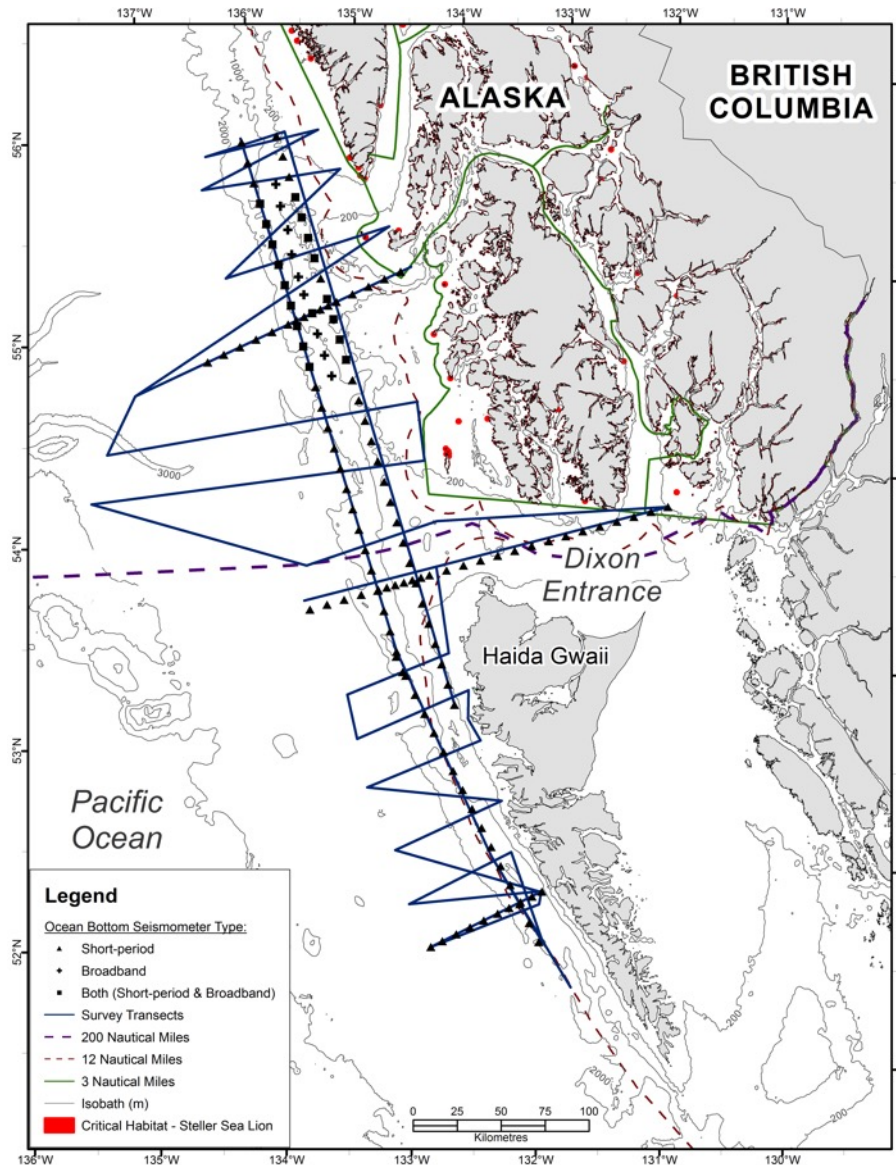 137°W 136°W 135°W 134°W 133°W 132°W 131°W
ALASKA
BRITISH
COLUMBIA
1000
2000
56°N
200
55°N
3000
200
54°N
Dixon
Entrance
Haida Gwaii
53°N
Pacific
Ocean
52°N
200
2000
200
Legend
Ocean Bottom Seismometer Type:
Short-period
Broadband
Both (Short-period & Broadband)
Survey Transects
200 Nautical Miles
12 Nautical Miles
3 Nautical Miles
Isobath (m)
Critical Habitat - Steller Sea Lion
0 25 50 75 100
Kilometres
136°W 135°W 134°W 133°W 132°W 131°W 130°W